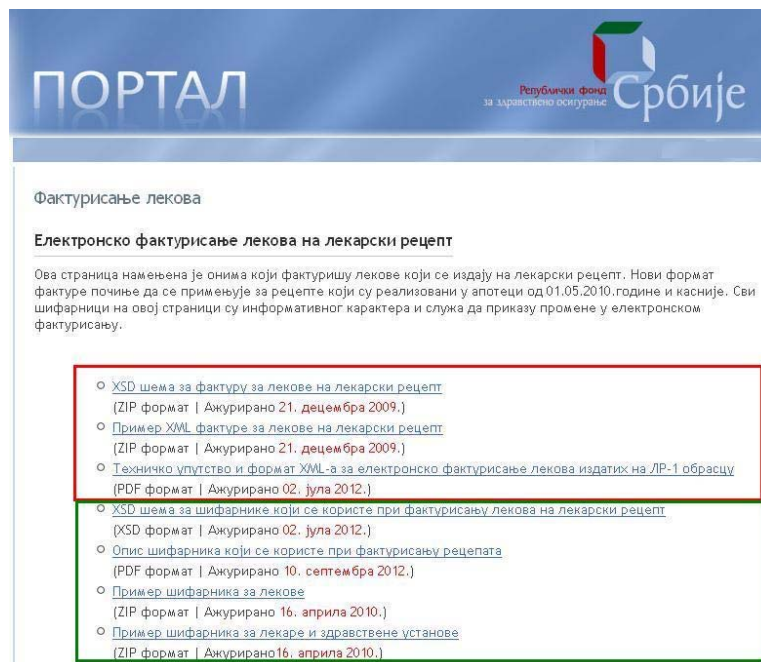 ПОРТАЛ
Републички фонд
за здравствено осигурање
Србије
Фактурисање лекова
Електронско фактурисање лекова на лекарски рецепт
Ова страница намењена је онима који фактуришу лекове који се издају на лекарски рецепт. Нови формат
фактуре почиње да се примењује за рецепте који су реализовани у апотеци од 01.05.2010.године и касније. Сви
шифарници на овој страници су информативног карактера и служа да приказу промене у електронском
фактурисању.
XSD шема за фактуру за лекове на лекарски рецепт
(ZIP формат | Ажурирано 21. децембра 2009.)
Пример XML фактуре за лекове на лекарски рецепт
(ZIP формат | Ажурирано 21. децембра 2009.)
Техничко упутство и формат XML-а за електронско фактурисање лекова издатих на ЛР-1 обрасцу
(PDF формат | Ажурирано 02. јула 2012.)
XSD шема за шифарнике који се користе при фактурисању лекова на лекарски рецепт
(XSD формат | Ажурирано 02. јула 2012.)
Опис шифарника који се користе при фактурисању рецепата
(PDF формат | Ажурирано 10. септембра 2012.)
Пример шифарника за лекове
(ZIP формат | Ажурирано 16. априла 2010.)
Пример шифарника за лекаре и здравствене установе
(ZIP формат | Ажурирано16. априла 2010.)